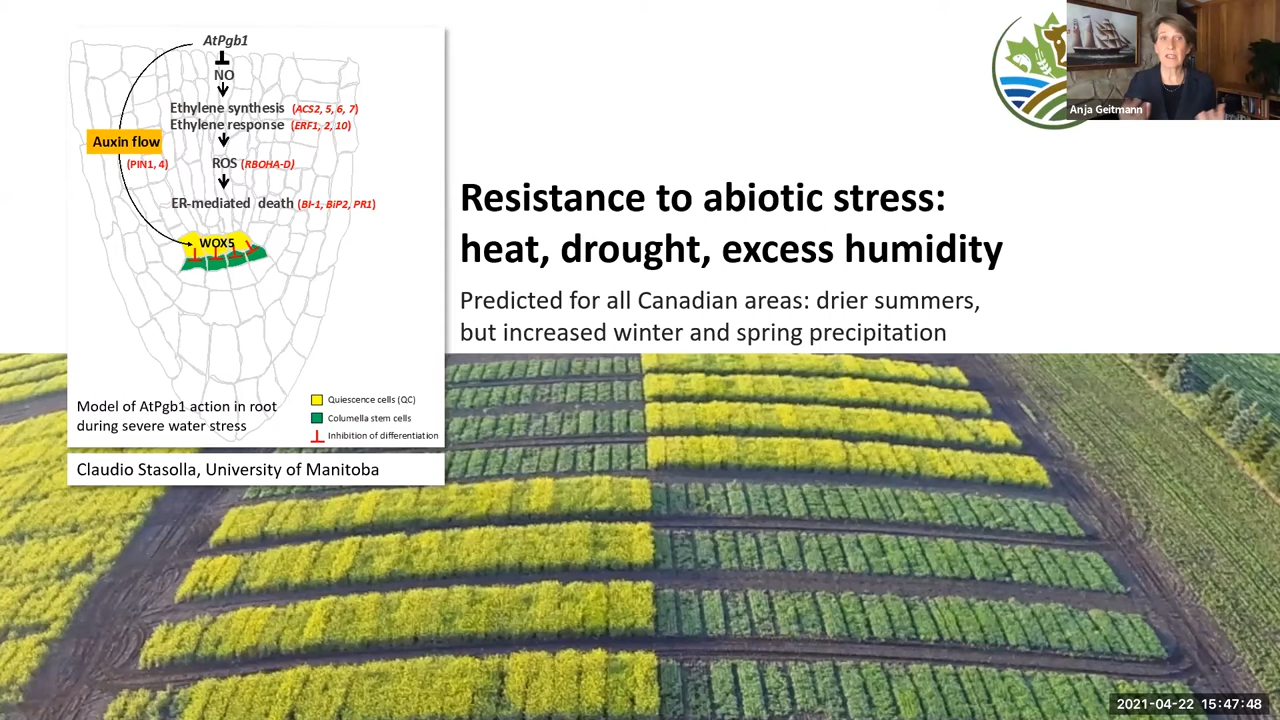 AtPgb1
NO
Ethylene synthesis (ACS2, 5, 6, 7)
Ethylene response (ERF1, 2, 10)
Auxin flow
(PIN1, 4)
ROS (RBOHA-D)
ER-mediated death (BI-1, BiP2, PR1)
WOX5
Quiescence cells (QC)
Columella stem cells
Inhibition of differentiation
Model of AtPgb1 action in root
during severe water stress
Claudio Stasolla, University of Manitoba
Anja Geitmann
Resistance to abiotic stress:
heat, drought, excess humidity
Predicted for all Canadian areas: drier summers,
but increased winter and spring precipitation
2021-04-22 15:47:48